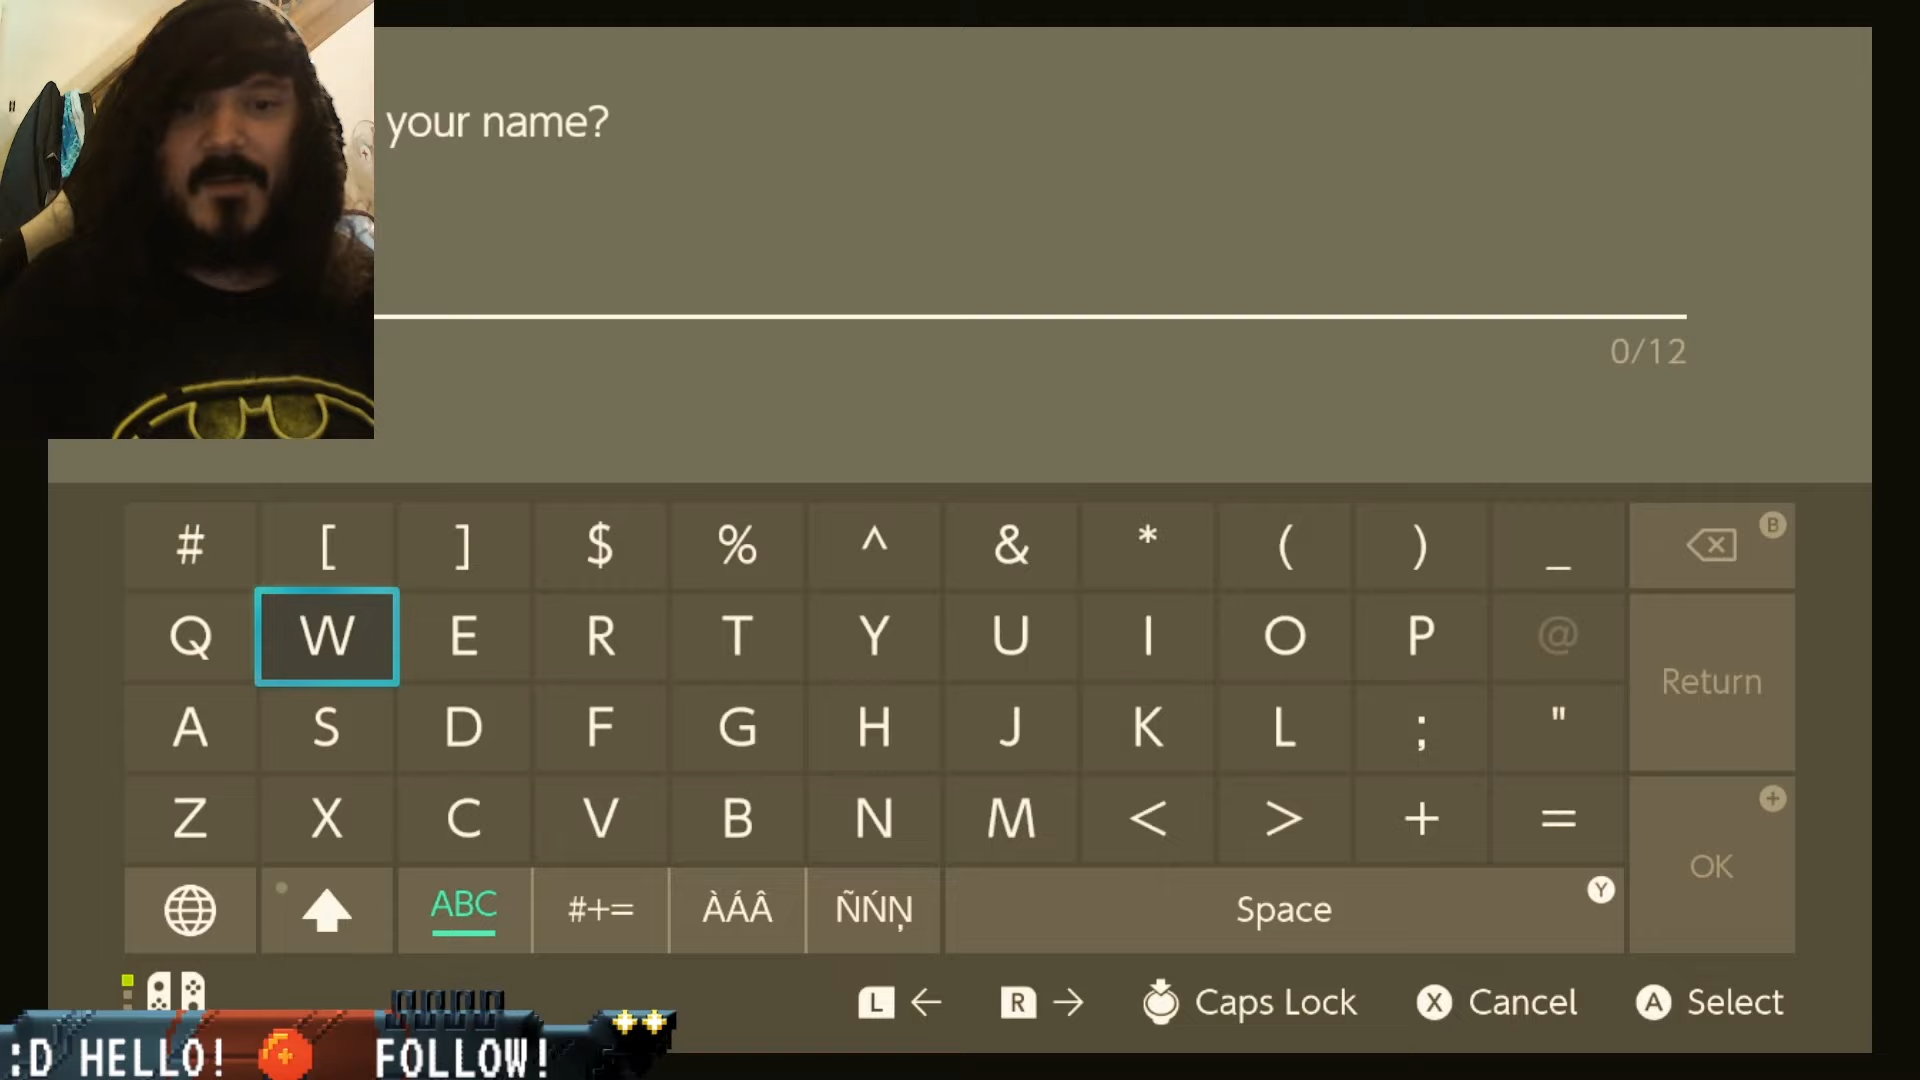 your name?
0/12
# [ ] $ % ^ & * ( ) _ B
Q W E R T Y U I O P @ Return
A S D F G H J K L ; "
Z X C V B N M < > + = + OK
ABC #+= ÀÁÂ ÑŃŅ Space Y
L ← R → Caps Lock X Cancel A Select
:D HELLO! FOLLOW!